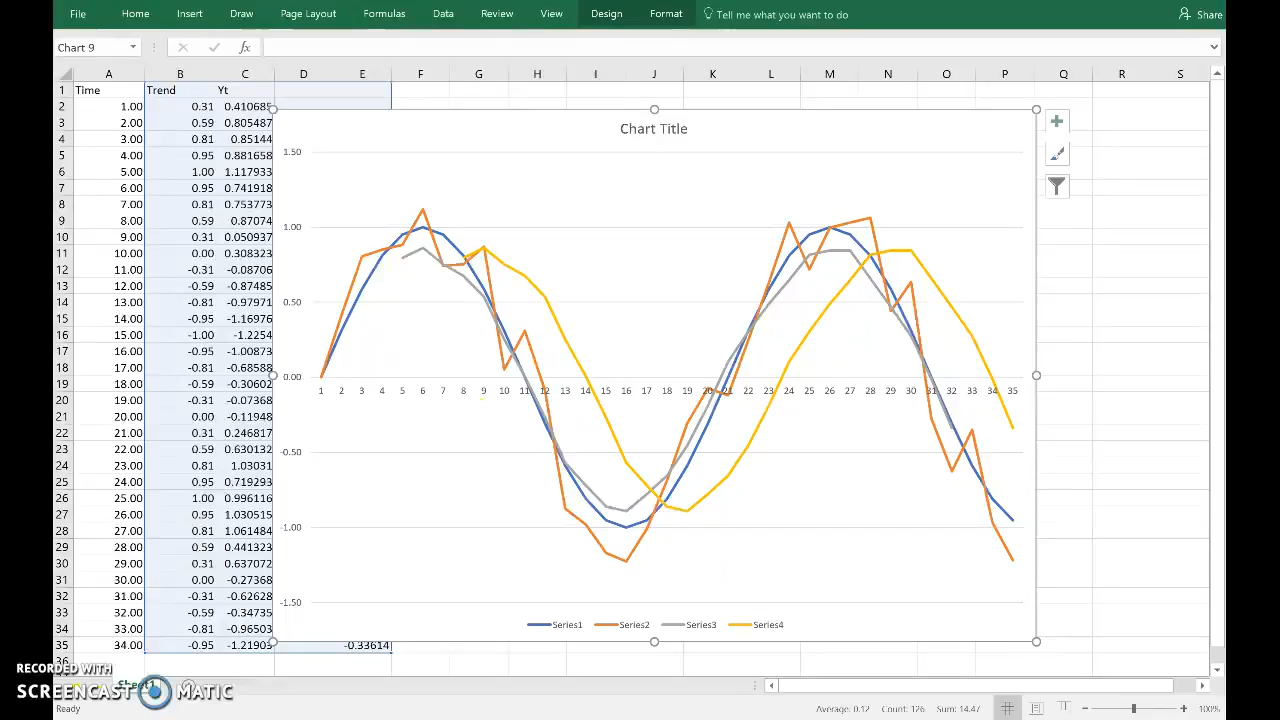 File Home Insert Draw Page Layout Formulas Data Review View Design Format Tell me what you want to do Share
Chart 9 fx
A B C D E F G H I J K L M N O P Q R S
1 Time Trend Yt
2 1.00 0.31 0.410685
3 2.00 0.59 0.805487
4 3.00 0.81 0.85144
5 4.00 0.95 0.881658
6 5.00 1.00 1.117933
7 6.00 0.95 0.741918
8 7.00 0.81 0.753773
9 8.00 0.59 0.87074
10 9.00 0.31 0.050937
11 10.00 0.00 0.308323
12 11.00 -0.31 -0.08706
13 12.00 -0.59 -0.87485
14 13.00 -0.81 -0.97971
15 14.00 -0.95 -1.16976
16 15.00 -1.00 -1.2254
17 16.00 -0.95 -1.00873
18 17.00 -0.81 -0.68588
19 18.00 -0.59 -0.30602
20 19.00 -0.31 -0.07368
21 20.00 0.00 -0.11948
22 21.00 0.31 0.246817
23 22.00 0.59 0.630132
24 23.00 0.81 1.03031
25 24.00 0.95 0.719293
26 25.00 1.00 0.996116
27 26.00 0.95 1.030515
28 27.00 0.81 1.061484
29 28.00 0.59 0.441323
30 29.00 0.31 0.637072
31 30.00 0.00 -0.27368
32 31.00 -0.31 -0.62628
33 32.00 -0.59 -0.34735
34 33.00 -0.81 -0.96503
35 34.00 -0.95 -1.21903 -0.33614
36
Chart Title
1.50
1.00
0.50
0.00
1 2 3 4 5 6 7 8 9 10 11 12 13 14 15 16 17 18 19 20 21 22 23 24 25 26 27 28 29 30 31 32 33 34 35
-0.50
-1.00
-1.50
Series1 Series2 Series3 Series4
RECORDED WITH
SCREENCAST MATIC
Sheet1
Ready Average: 0.12 Count: 126 Sum: 14.47 100%